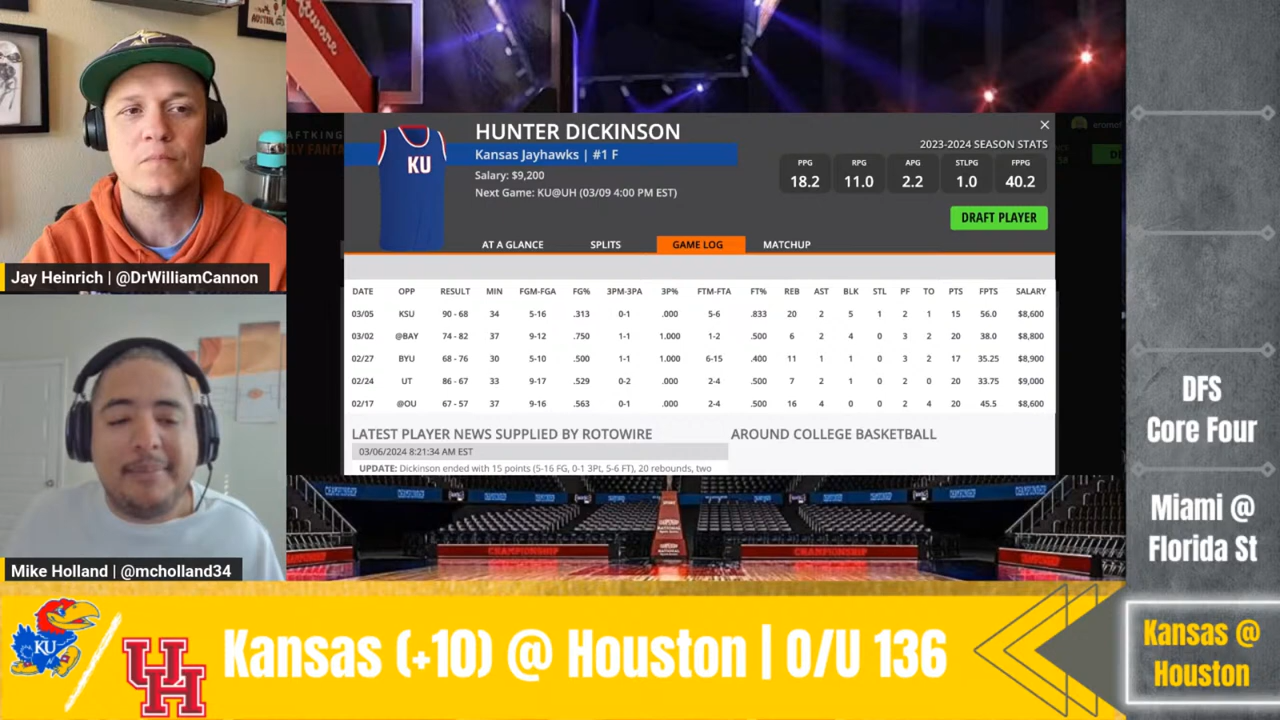 AUSTIN,
ftware
Jay Heinrich | @DrWilliamCannon
Mike Holland | @mcholland34
HUNTER DICKINSON
Kansas Jayhawks | #1 F
Salary: $9,200
Next Game: KU@UH (03/09 4:00 PM EST)
KU
2023-2024 SEASON STATS
PPG RPG APG STLPG FPPG
18.2 11.0 2.2 1.0 40.2
DRAFT PLAYER
AT A GLANCE SPLITS GAME LOG MATCHUP
DATE OPP RESULT MIN FGM-FGA FG% 3PM-3PA 3P% FTM-FTA FT% REB AST BLK STL PF TO PTS FPTS SALARY
03/05 KSU 90 - 68 34 5-16 .313 0-1 .000 5-6 .833 20 2 5 1 2 1 15 56.0 $8,600
03/02 @BAY 74 - 82 37 9-12 .750 1-1 1.000 1-2 .500 6 2 4 0 3 2 20 38.0 $8,800
02/27 BYU 68 - 76 30 5-10 .500 1-1 1.000 6-15 .400 11 1 1 0 3 2 17 35.25 $8,900
02/24 UT 86 - 67 33 9-17 .529 0-2 .000 2-4 .500 7 2 1 0 2 0 20 33.75 $9,000
02/17 @OU 67 - 57 37 9-16 .563 0-1 .000 2-4 .500 16 4 0 0 2 4 20 45.5 $8,600
LATEST PLAYER NEWS SUPPLIED BY ROTOWIRE
AROUND COLLEGE BASKETBALL
03/06/2024 8:21:34 AM EST
UPDATE: Dickinson ended with 15 points (5-16 FG, 0-1 3PL, 5-6 FT), 20 rebounds, two
CHAMPIONSHIP
CHAMPIONSHIP
DFS
Core Four
Miami @
Florida St
Kansas @
Houston
KU
UH
Kansas (+10) @ Houston | O/U 136